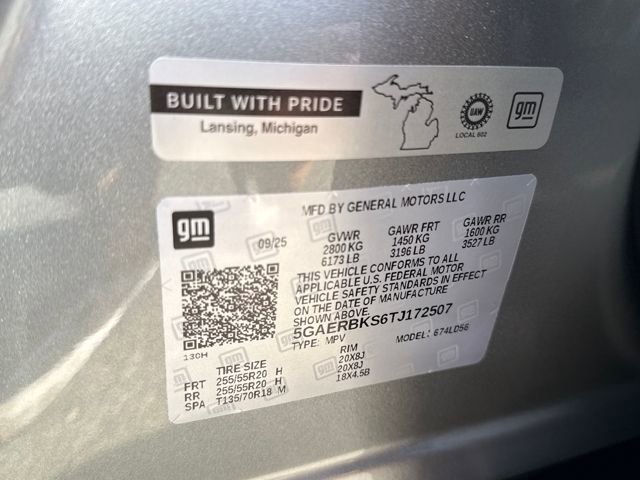 BUILT WITH PRIDE
Lansing, Michigan
UAW
LOCAL 602
gm
gm
MFD BY GENERAL MOTORS LLC
09/25
GVWR GAWR FRT GAWR RR
2800 KG 1450 KG 1600 KG
6173 LB 3196 LB 3527 LB
THIS VEHICLE CONFORMS TO ALL
APPLICABLE U.S. FEDERAL MOTOR
VEHICLE SAFETY STANDARDS IN EFFECT
ON THE DATE OF MANUFACTURE
SHOWN ABOVE
5GAERBKS6TJ172507
TYPE: MPV MODEL: 674LD56
13CH
TIRE SIZE RIM
FRT 255/55R20 H 20X8J
RR 255/55R20 H 20X8J
SPA T135/70R18 M 18X4.5B